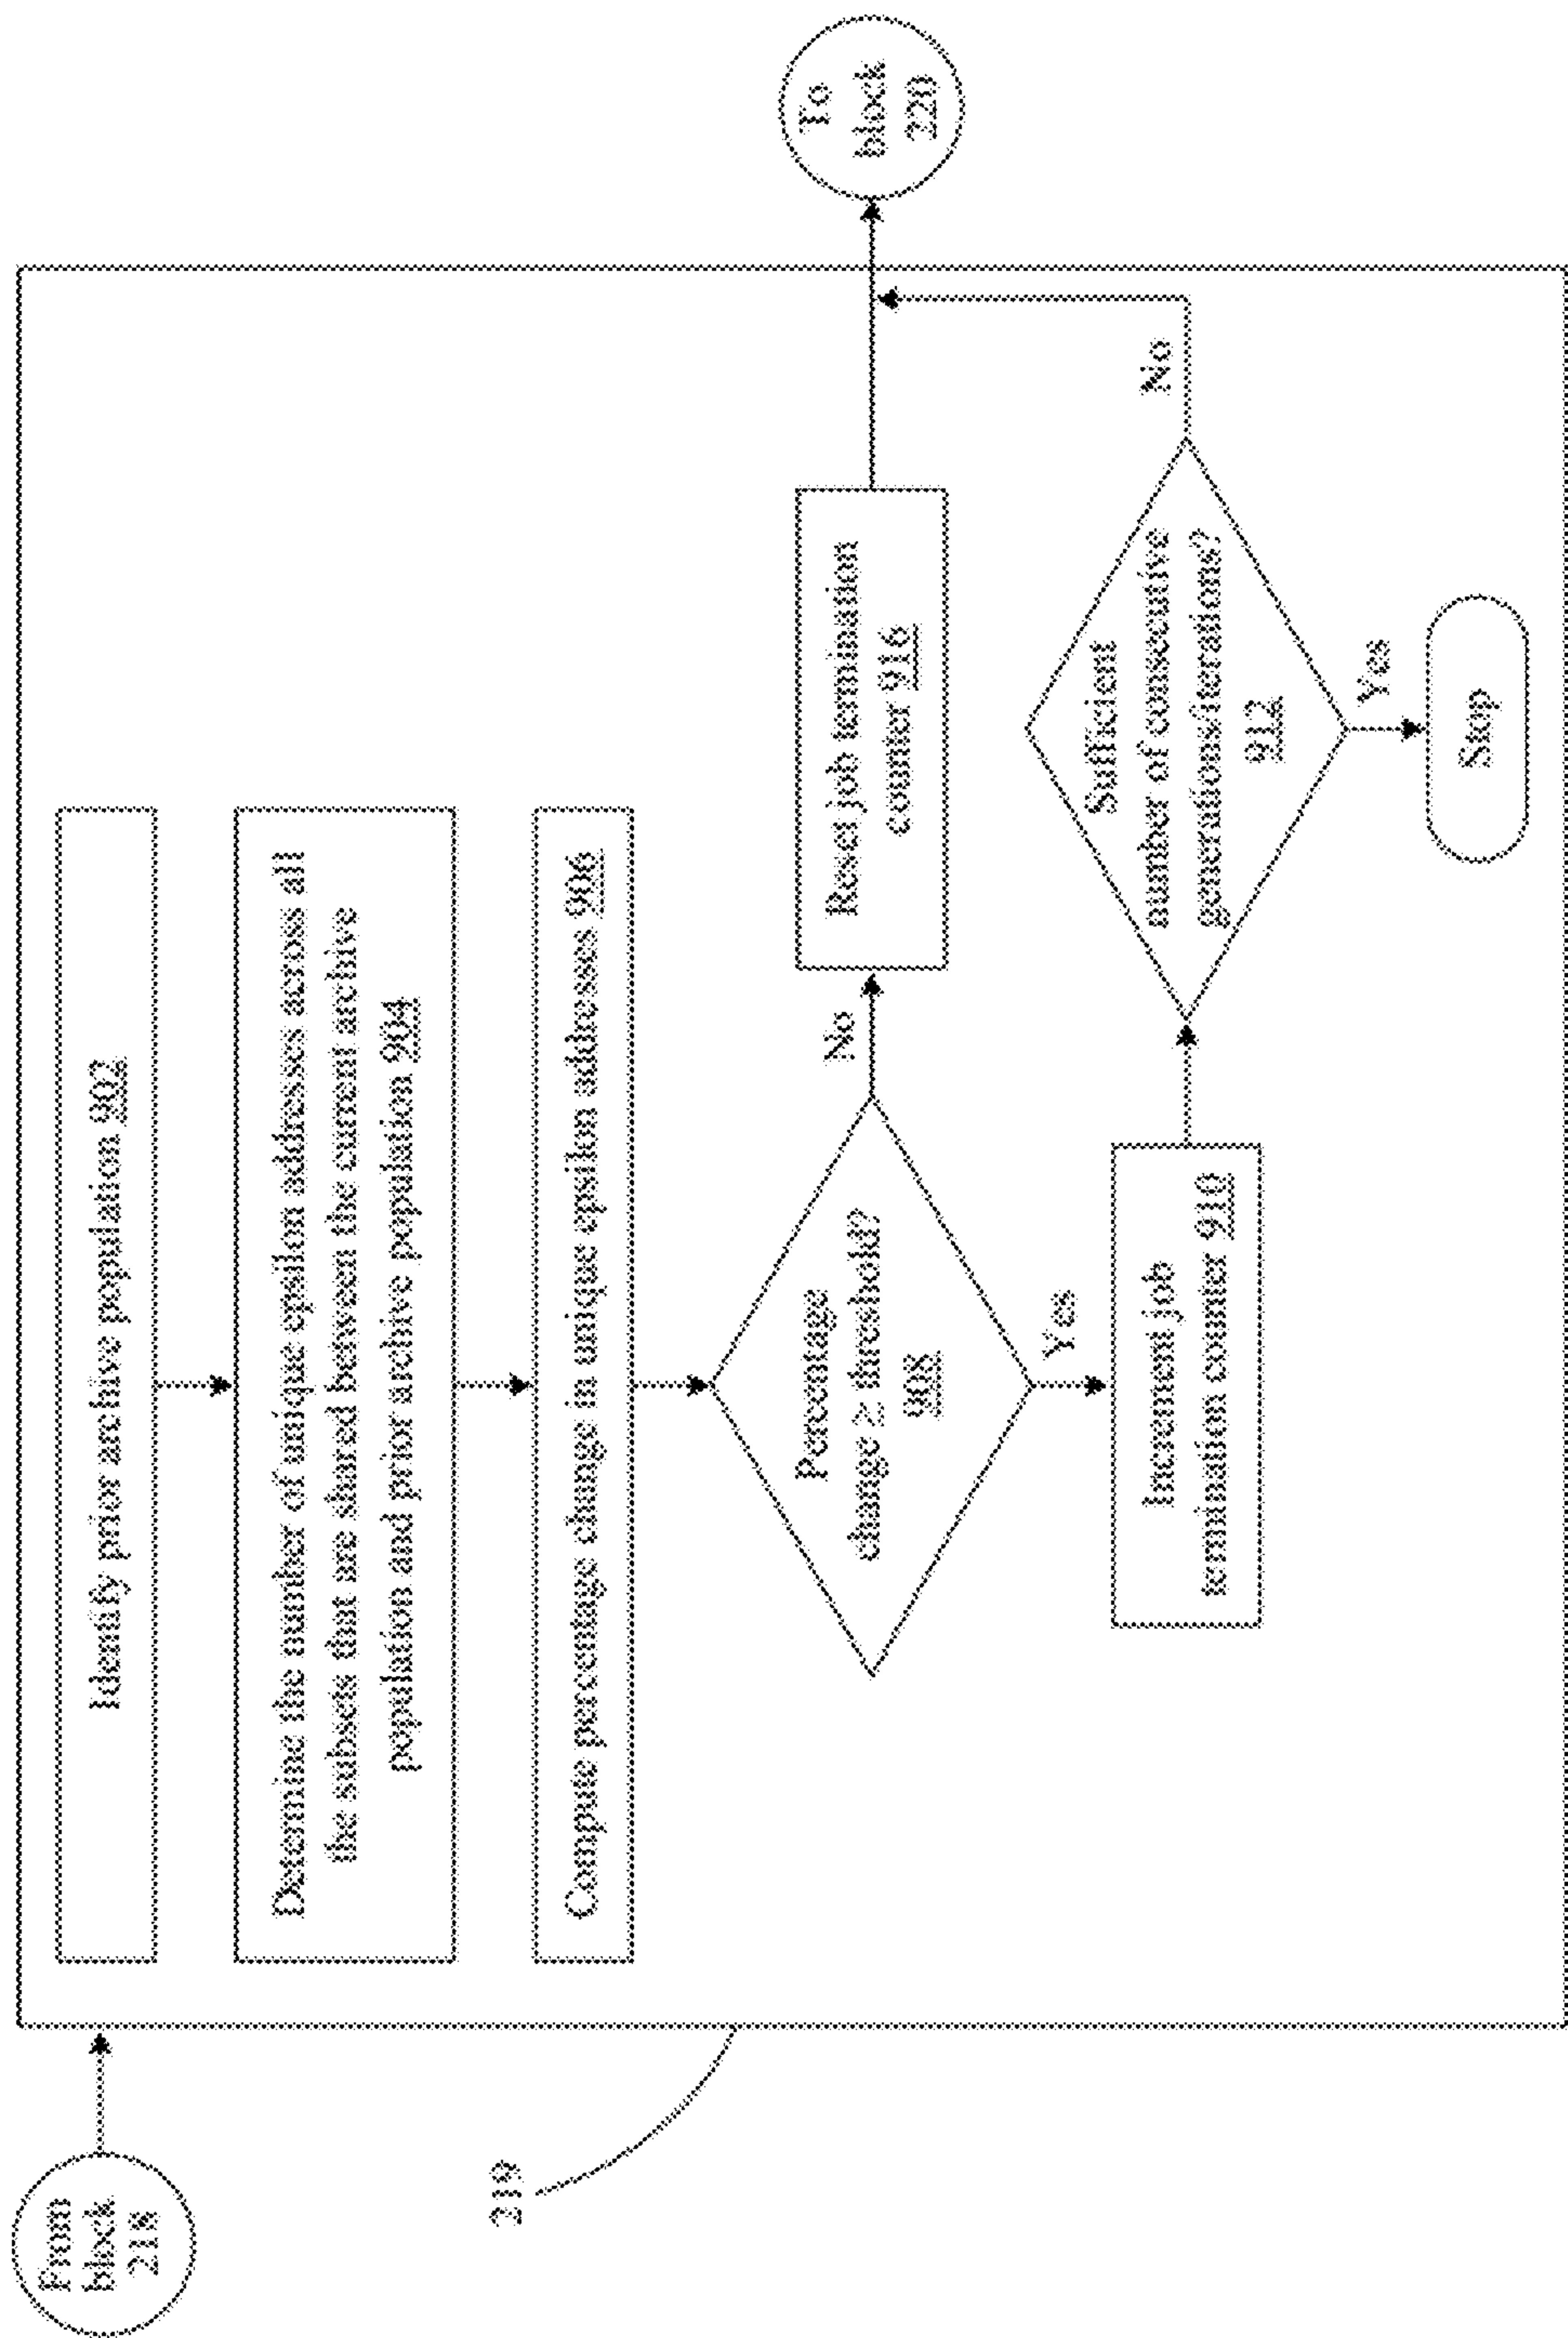 From
block
218
219
Identify prior archive population 902
Determine the number of unique epsilon addresses across all
the subsets that are shared between the current archive
population and prior archive population 904
Compute percentage change in unique epsilon addresses 906
Percentage
change ≥ threshold?
908
No
Yes
Reset job termination
counter 916
To
block
220
Increment job
termination counter 910
Sufficient
number of consecutive
generations/iterations?
912
No
Yes
Stop